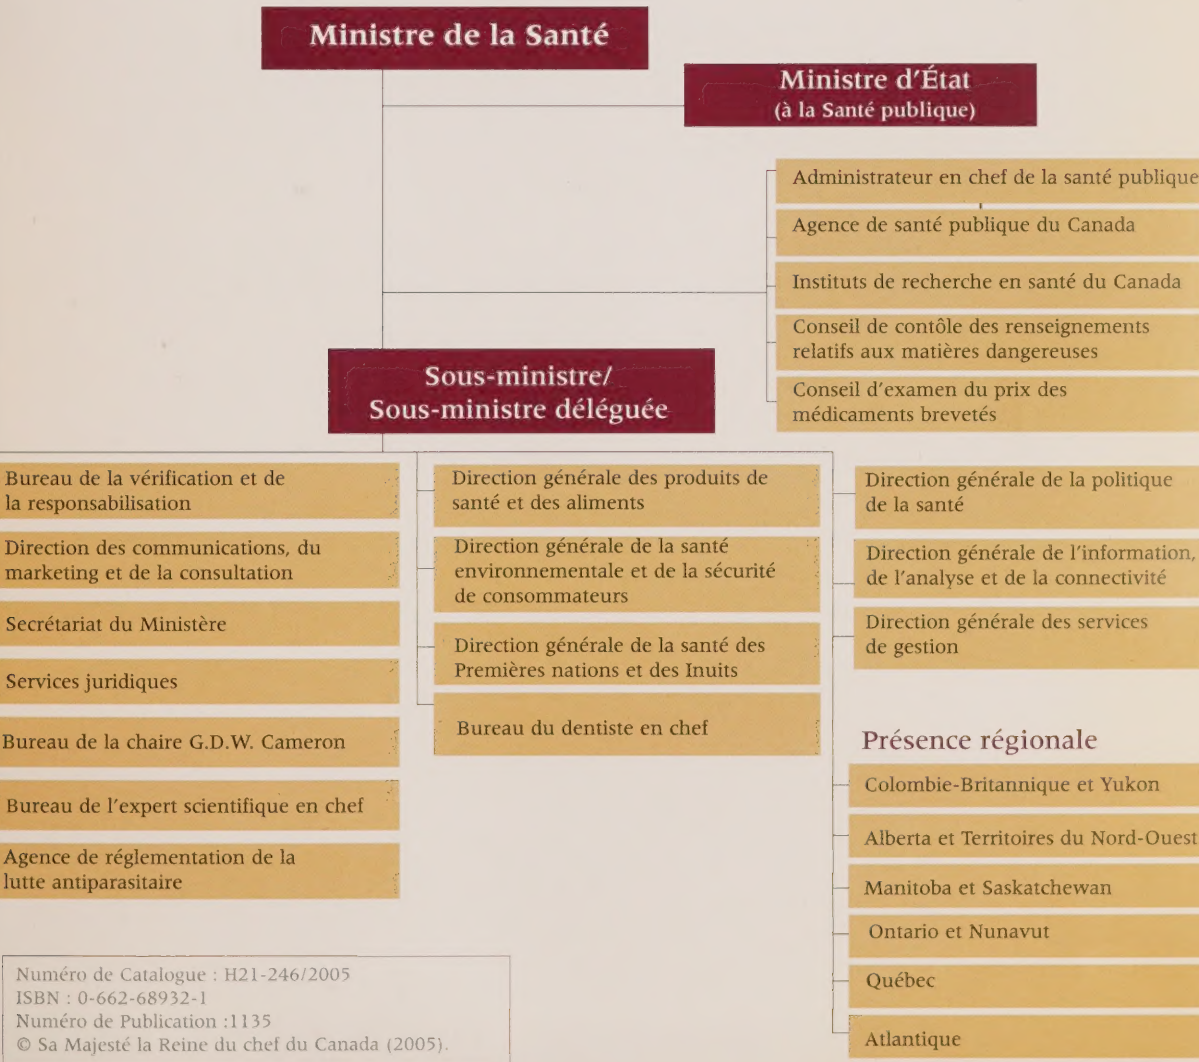 Ministre de la Santé
Ministre d'État
(à la Santé publique)
Administrateur en chef de la santé publique
Agence de santé publique du Canada
Instituts de recherche en santé du Canada
Conseil de contôle des renseignements
relatifs aux matières dangereuses
Conseil d'examen du prix des
médicaments brevetés
Sous-ministre/
Sous-ministre déléguée
Bureau de la vérification et de
la responsabilisation
Direction des communications, du
marketing et de la consultation
Secrétariat du Ministère
Services juridiques
Bureau de la chaire G.D.W. Cameron
Bureau de l'expert scientifique en chef
Agence de réglementation de la
lutte antiparasitaire
Direction générale des produits de
santé et des aliments
Direction générale de la santé
environnementale et de la sécurité
de consommateurs
Direction générale de la santé des
Premières nations et des Inuits
Bureau du dentiste en chef
Direction générale de la politique
de la santé
Direction générale de l'information,
de l'analyse et de la connectivité
Direction générale des services
de gestion
Présence régionale
Colombie-Britannique et Yukon
Alberta et Territoires du Nord-Ouest
Manitoba et Saskatchewan
Ontario et Nunavut
Québec
Atlantique
Numéro de Catalogue : H21-246/2005
ISBN : 0-662-68932-1
Numéro de Publication :1135
© Sa Majesté la Reine du chef du Canada (2005).